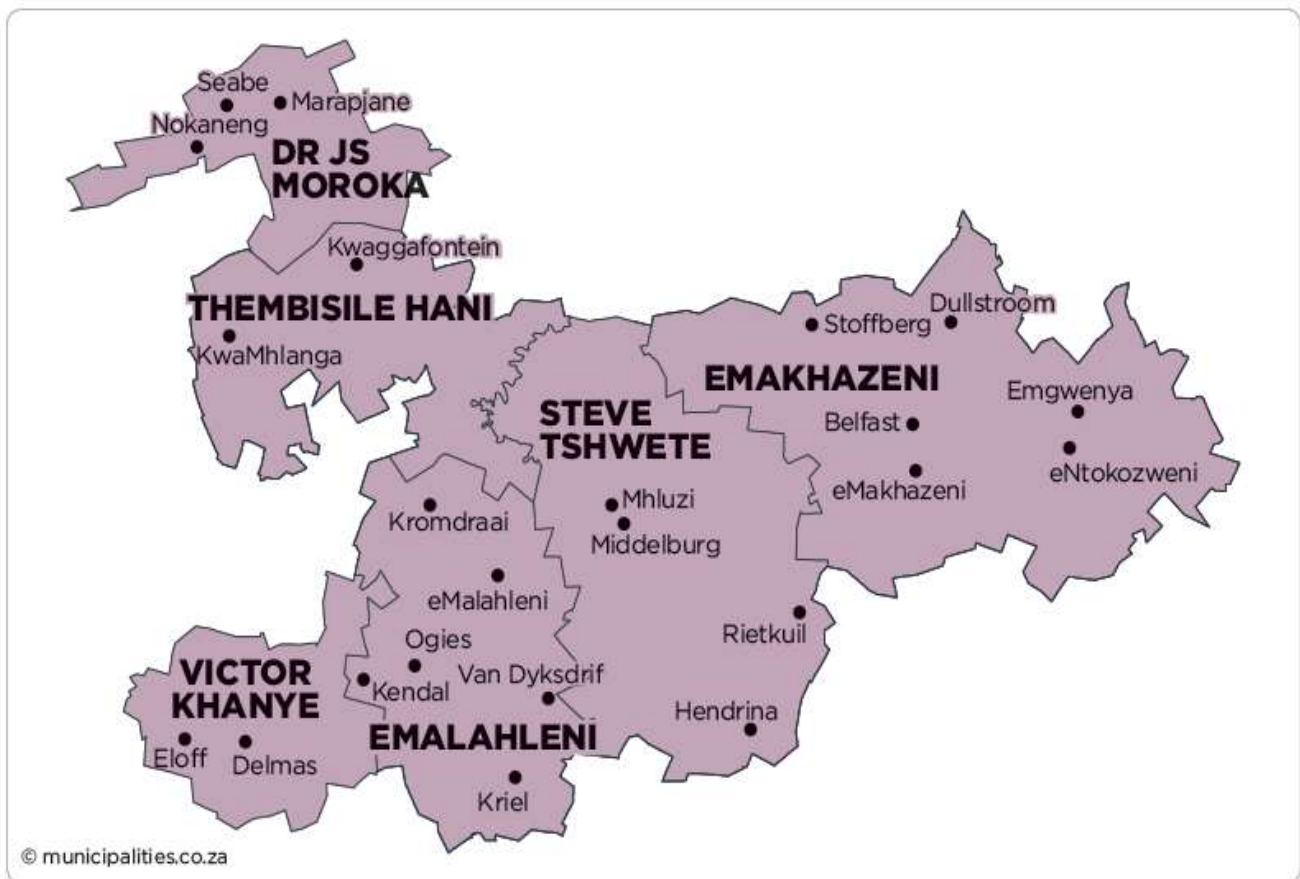 Seabe
Marapjane
Nokaneng
DR JS
MOROKA
Kwaggafontein
THEMBISILE HANI
KwaMhlanga
Dullstroom
Stoffberg
EMAKHAZENI
Emgwenya
STEVE
TSHWETE
Belfast
eNtokozweni
eMakhazeni
Mhluzi
Kromdraai
Middelburg
eMalahleni
Rietkuil
Ogies
VICTOR
KHANYE
Van Dyksdrif
Kendal
Hendrina
EMALAHLENI
Eloff
Delmas
Kriel
© municipalities.co.za